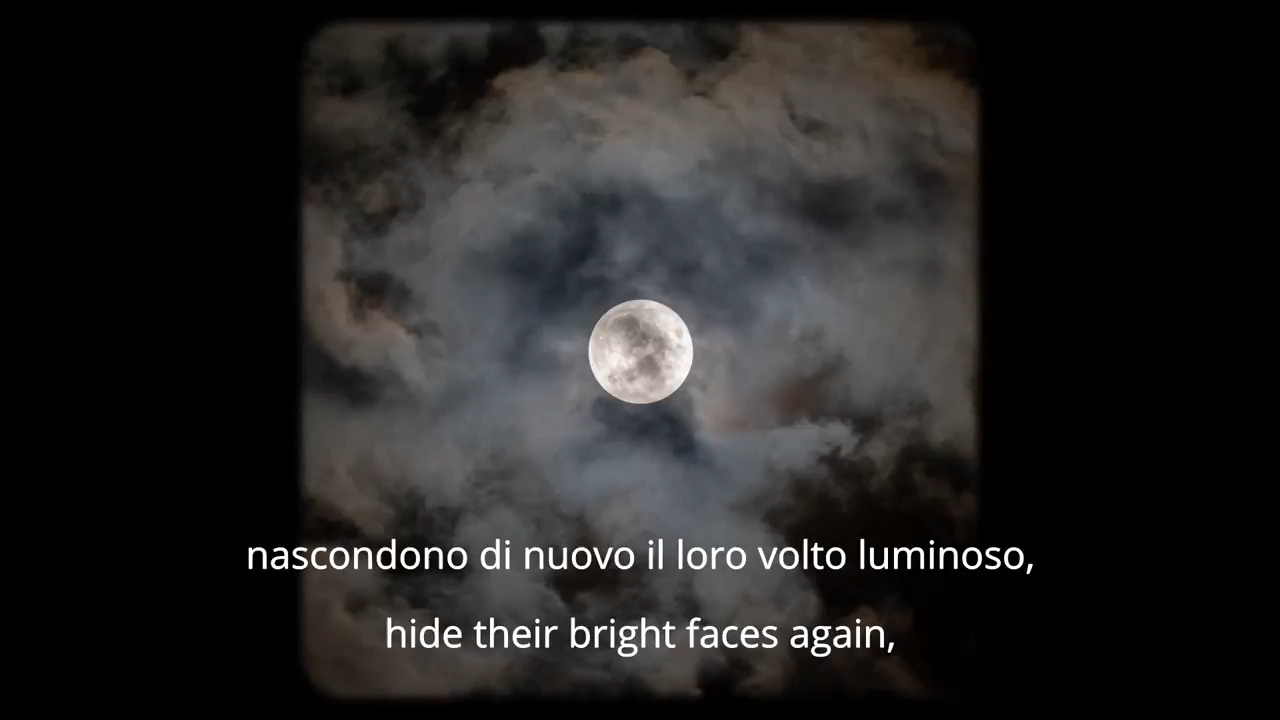 nascondono di nuovo il loro volto luminoso,
hide their bright faces again,